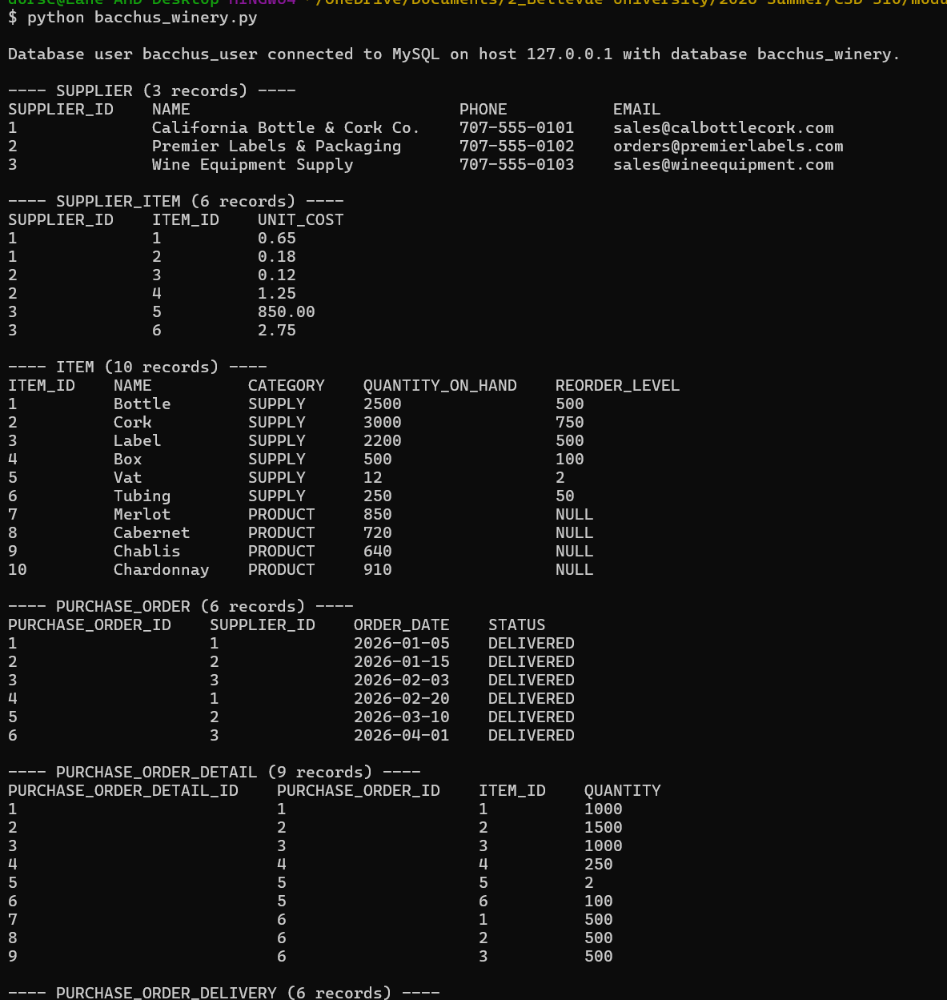 $ python bacchus_winery.py
Database user bacchus_user connected to MySQL on host 127.0.0.1 with database bacchus_winery.
---- SUPPLIER (3 records) ----
SUPPLIER_ID    NAME                            PHONE           EMAIL
1              California Bottle & Cork Co.    707-555-0101    sales@calbottlecork.com
2              Premier Labels & Packaging      707-555-0102    orders@premierlabels.com
3              Wine Equipment Supply           707-555-0103    sales@wineequipment.com
---- SUPPLIER_ITEM (6 records) ----
SUPPLIER_ID    ITEM_ID    UNIT_COST
1              1          0.65
1              2          0.18
2              3          0.12
2              4          1.25
3              5          850.00
3              6          2.75
---- ITEM (10 records) ----
ITEM_ID    NAME          CATEGORY    QUANTITY_ON_HAND    REORDER_LEVEL
1          Bottle        SUPPLY      2500                500
2          Cork          SUPPLY      3000                750
3          Label         SUPPLY      2200                500
4          Box           SUPPLY      500                 100
5          Vat           SUPPLY      12                  2
6          Tubing        SUPPLY      250                 50
7          Merlot        PRODUCT     850                 NULL
8          Cabernet      PRODUCT     720                 NULL
9          Chablis       PRODUCT     640                 NULL
10         Chardonnay    PRODUCT     910                 NULL
---- PURCHASE_ORDER (6 records) ----
PURCHASE_ORDER_ID    SUPPLIER_ID    ORDER_DATE    STATUS
1                    1              2026-01-05    DELIVERED
2                    2              2026-01-15    DELIVERED
3                    3              2026-02-03    DELIVERED
4                    1              2026-02-20    DELIVERED
5                    2              2026-03-10    DELIVERED
6                    3              2026-04-01    DELIVERED
---- PURCHASE_ORDER_DETAIL (9 records) ----
PURCHASE_ORDER_DETAIL_ID    PURCHASE_ORDER_ID    ITEM_ID    QUANTITY
1                           1                    1          1000
2                           2                    2          1500
3                           3                    3          1000
4                           4                    4          250
5                           5                    5          2
6                           5                    6          100
7                           6                    1          500
8                           6                    2          500
9                           6                    3          500
---- PURCHASE_ORDER_DELIVERY (6 records) ----